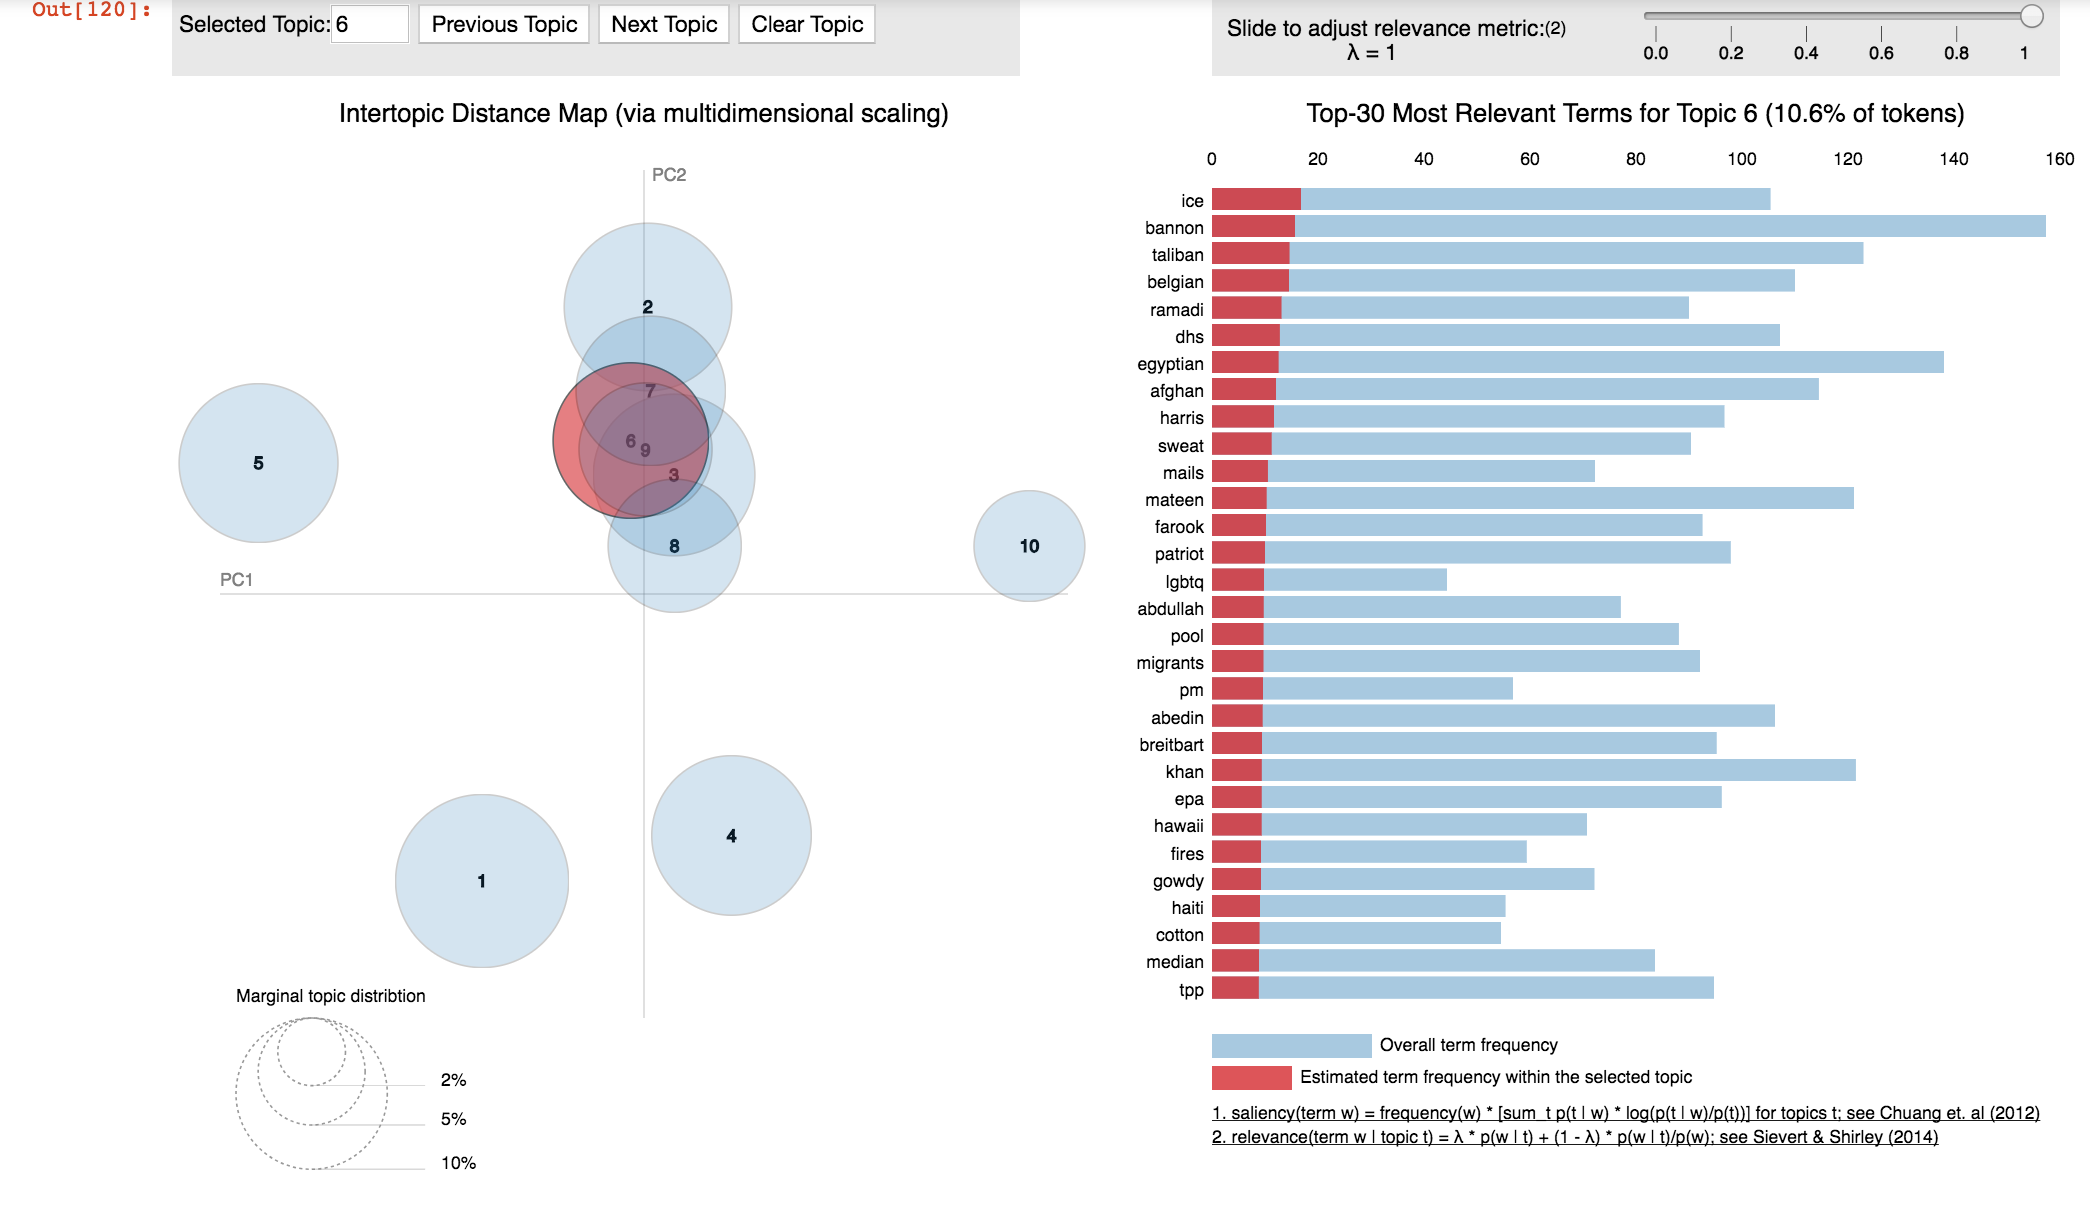 Out[120]:
Selected Topic: 6 Previous Topic Next Topic Clear Topic
Slide to adjust relevance metric:(2)
λ = 1
0.0 0.2 0.4 0.6 0.8 1
Intertopic Distance Map (via multidimensional scaling)
PC2
2
7
6
9
3
5
8
10
PC1
4
1
Marginal topic distribtion
2%
5%
10%
Top-30 Most Relevant Terms for Topic 6 (10.6% of tokens)
0 20 40 60 80 100 120 140 160
ice
bannon
taliban
belgian
ramadi
dhs
egyptian
afghan
harris
sweat
mails
mateen
farook
patriot
lgbtq
abdullah
pool
migrants
pm
abedin
breitbart
khan
epa
hawaii
fires
gowdy
haiti
cotton
median
tpp
Overall term frequency
Estimated term frequency within the selected topic
1. saliency(term w) = frequency(w) * [sum_t p(t | w) * log(p(t | w)/p(t))] for topics t; see Chuang et. al (2012)
2. relevance(term w | topic t) = λ * p(w | t) + (1 - λ) * p(w | t)/p(w); see Sievert & Shirley (2014)